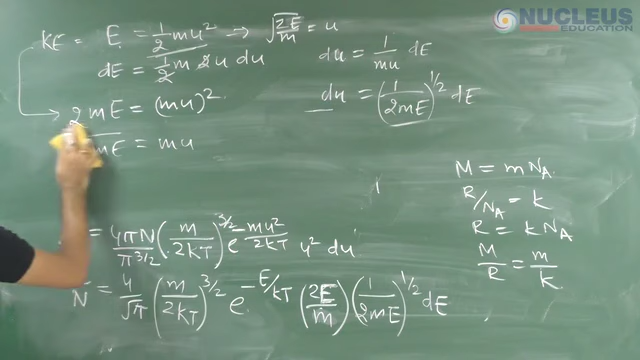 NUCLEUS
EDUCATION
KE = E = 1/2 mu² → √(2E/m) = u
dE = 1/2 m 2u du
2mE = (mu)²
mE = mu
du = 1/mu dE
du = (1/2mE)^1/2 dE
= 4πN/π^3/2 (m/2kT)^3/2 e^-mu²/2kT u² du
N = 4/√π (m/2kT)^3/2 e^-E/kT (2E/m) (1/2mE)^1/2 dE
M = m N_A
R/N_A = k
R = k N_A
M/R = m/k